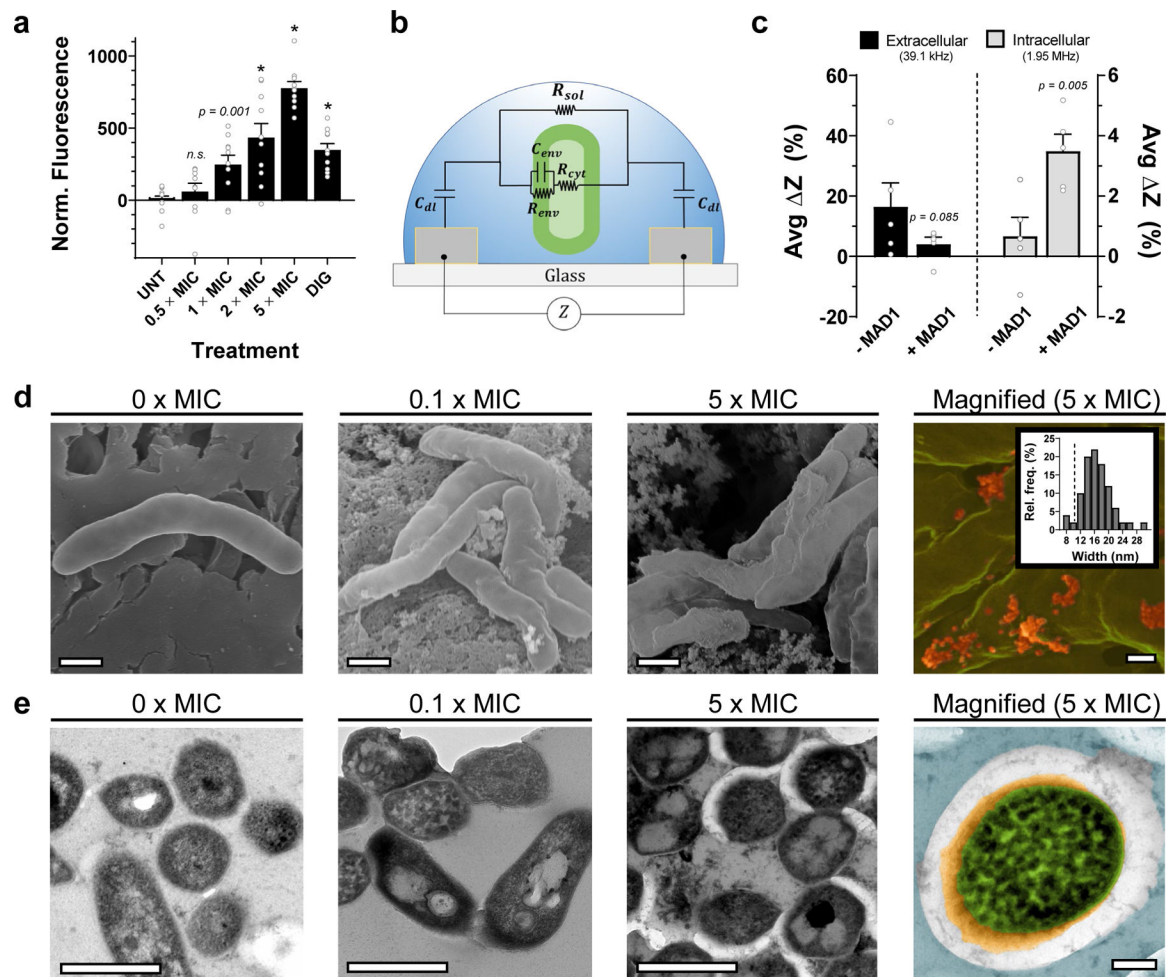 a
Norm. Fluorescence
1000
500
0
n.s.
p = 0.001
*
*
*
UNT
0.5 × MIC
1 × MIC
2 × MIC
5 × MIC
DIG
Treatment
b
R_sol
C_env
R_cyt
R_env
C_dl
C_dl
Glass
Z
c
Extracellular
(39.1 kHz)
Intracellular
(1.95 MHz)
Avg ΔZ (%)
60
40
20
0
-20
p = 0.085
p = 0.005
6
4
2
0
-2
Avg ΔZ (%)
- MAD1
+ MAD1
- MAD1
+ MAD1
d
0 x MIC
0.1 x MIC
5 x MIC
Magnified (5 x MIC)
Rel. freq. (%)
25
20
15
10
5
0
8 12 16 20 24 28
Width (nm)
e
0 x MIC
0.1 x MIC
5 x MIC
Magnified (5 x MIC)